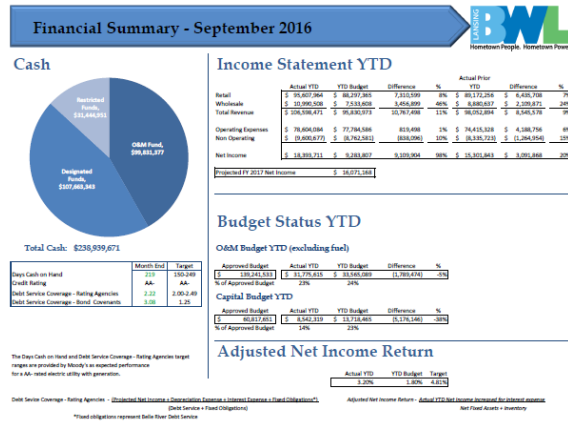 Financial Summary - September 2016
LANSING
BWL
Hometown People. Hometown Powe
Cash
Restricted Funds, $31,444,951
O&M Fund, $99,831,377
Designated Funds, $107,663,343
Total Cash: $238,939,671
Month End Target
Days Cash on Hand 219 150-249
Credit Rating AA- AA-
Debt Service Coverage - Rating Agencies 2.22 2.00-2.49
Debt Service Coverage - Bond Covenants 3.08 1.25
The Days Cash on Hand and Debt Service Coverage - Rating Agencies target
ranges are provided by Moody's as expected performance
for a AA- rated electric utility with generation.
Income Statement YTD
Actual YTD YTD Budget Difference % Actual Prior YTD Difference %
Retail $ 95,607,964 $ 88,297,365 7,310,599 8% $ 89,172,256 $ 6,435,708
Wholesale $ 10,990,508 $ 7,533,608 3,456,899 46% $ 8,880,637 $ 2,109,871
Total Revenue $ 106,598,471 $ 95,830,973 10,767,498 11% $ 98,052,894 $ 8,545,578
Operating Expenses $ 78,604,084 $ 77,784,586 819,498 1% $ 74,415,328 $ 4,188,756
Non Operating $ (9,600,677) $ (8,762,581) (838,096) 10% $ (8,335,723) $ (1,264,954)
Net Income $ 18,393,711 $ 9,283,807 9,109,904 98% $ 15,301,843 $ 3,091,868
Projected FY 2017 Net Income $ 16,071,168
Budget Status YTD
O&M Budget YTD (excluding fuel)
Approved Budget Actual YTD YTD Budget Difference %
$ 139,241,533 $ 31,775,615 $ 33,565,089 (1,789,474) -5%
% of Approved Budget 23% 24%
Capital Budget YTD
Approved Budget Actual YTD YTD Budget Difference %
$ 60,817,651 $ 8,542,319 $ 13,718,465 (5,176,146) -38%
% of Approved Budget 14% 23%
Adjusted Net Income Return
Actual YTD YTD Budget Target
3.20% 1.80% 4.81%
Debt Sevice Coverage - Rating Agencies - (Projected Net Income + Depreciation Expense + Interest Expense + Fixed Obligations*)
(Debt Service + Fixed Obligations)
*Fixed obligations represent Belle River Debt Service
Adjusted Net Income Return - Actual YTD Net Income increased for interest expense
Net Fixed Assets + Inventory